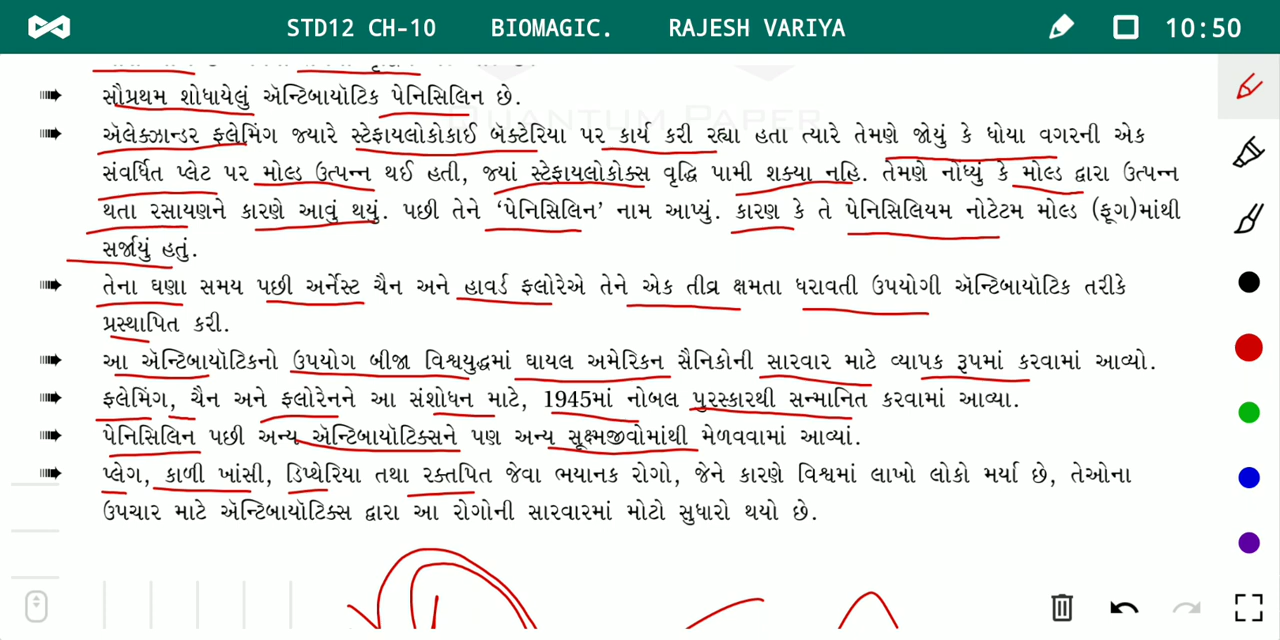 STD12 CH-10 BIOMAGIC. RAJESH VARIYA 10:50
QUANTUM PAPER
➠ સૌપ્રથમ શોધાયેલું ઍન્ટિબાયૉટિક પેનિસિલિન છે.
➠ ઍલેક્ઝાન્ડર ફ્લેમિંગ જ્યારે સ્ટેફાયલોકોકાઈ બૅક્ટેરિયા પર કાર્ય કરી રહ્યા હતા ત્યારે તેમણે જોયું કે ધોયા વગરની એક
સંવર્ધિત પ્લેટ પર મોલ્ડ ઉત્પન્ન થઈ હતી, જ્યાં સ્ટેફાયલોકોક્સ વૃદ્ધિ પામી શક્યા નહિ. તેમણે નોંધ્યું કે મોલ્ડ દ્વારા ઉત્પન્ન
થતા રસાયણને કારણે આવું થયું. પછી તેને ‘પેનિસિલિન’ નામ આપ્યું. કારણ કે તે પેનિસિલિયમ નોટેટમ મોલ્ડ (ફૂગ)માંથી
સર્જાયું હતું.
➠ તેના ઘણા સમય પછી અર્નેસ્ટ ચૈન અને હાવર્ડ ફ્લોરેએ તેને એક તીવ્ર ક્ષમતા ધરાવતી ઉપયોગી ઍન્ટિબાયૉટિક તરીકે
પ્રસ્થાપિત કરી.
➠ આ ઍન્ટિબાયૉટિકનો ઉપયોગ બીજા વિશ્વયુદ્ધમાં ઘાયલ અમેરિકન સૈનિકોની સારવાર માટે વ્યાપક રૂપમાં કરવામાં આવ્યો.
➠ ફ્લેમિંગ, ચૈન અને ફ્લોરેનને આ સંશોધન માટે, 1945માં નોબલ પુરસ્કારથી સન્માનિત કરવામાં આવ્યા.
➠ પેનિસિલિન પછી અન્ય ઍન્ટિબાયૉટિક્સને પણ અન્ય સૂક્ષ્મજીવોમાંથી મેળવવામાં આવ્યાં.
➠ પ્લેગ, કાળી ખાંસી, ડિપ્થેરિયા તથા રક્તપિત જેવા ભયાનક રોગો, જેને કારણે વિશ્વમાં લાખો લોકો મર્યા છે, તેઓના
ઉપચાર માટે ઍન્ટિબાયૉટિક્સ દ્વારા આ રોગોની સારવારમાં મોટો સુધારો થયો છે.